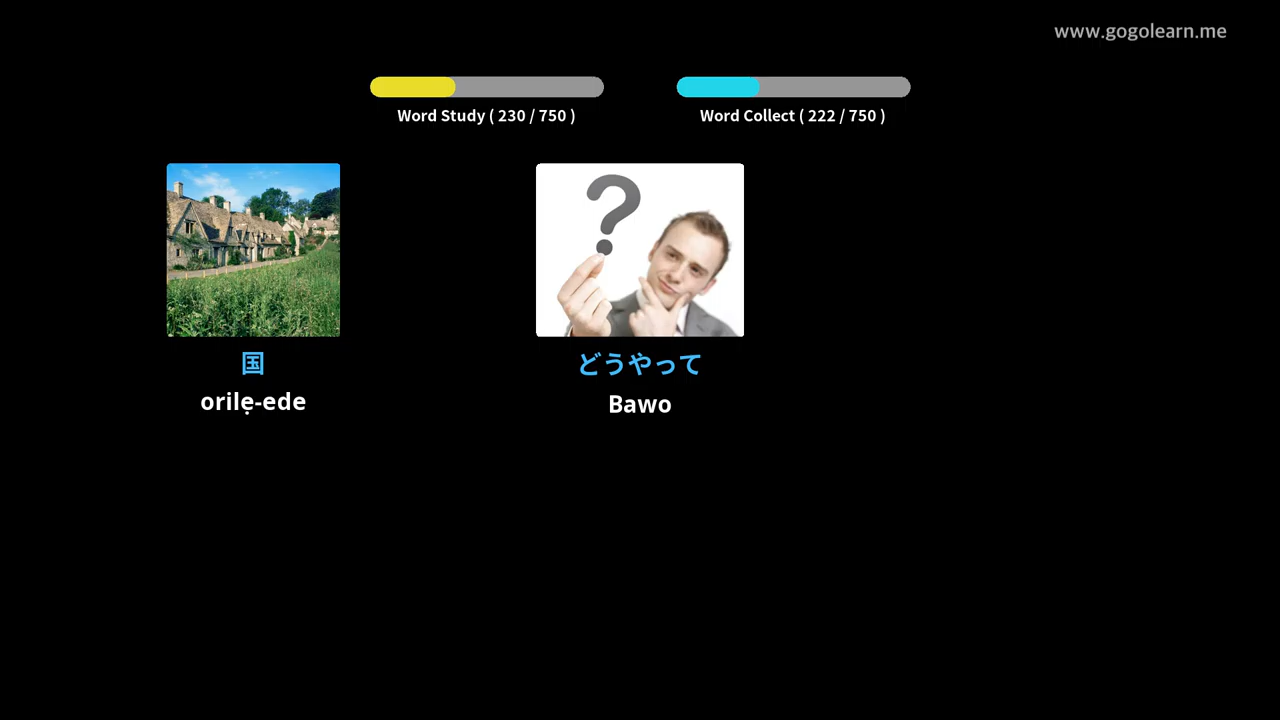 www.gogolearn.me
Word Study ( 230 / 750 )
Word Collect ( 222 / 750 )
国
orilẹ-ede
どうやって
Bawo